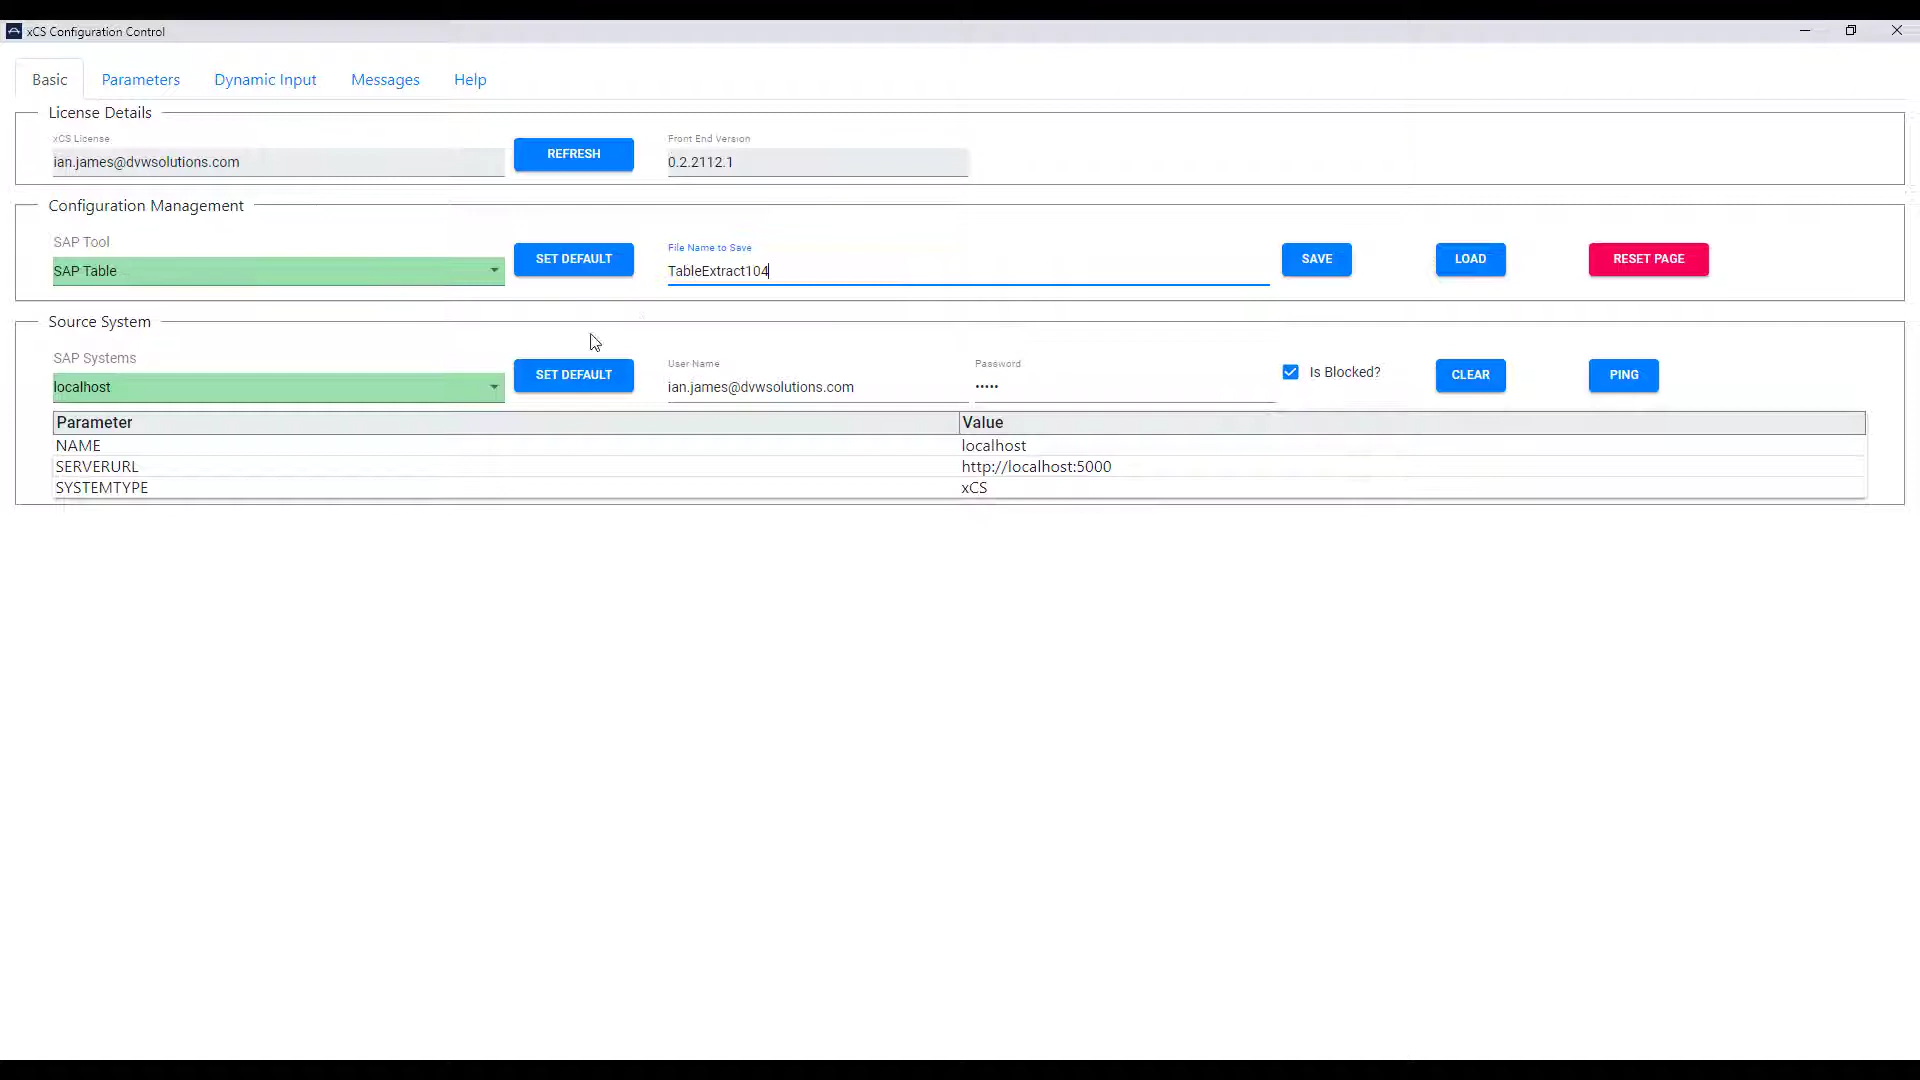 xCS Configuration Control
Basic Parameters Dynamic Input Messages Help
License Details
xCS License
ian.james@dvwsolutions.com
REFRESH
Front End Version
0.2.2112.1
Configuration Management
SAP Tool
SAP Table
SET DEFAULT
File Name to Save
TableExtract104
SAVE
LOAD
RESET PAGE
Source System
SAP Systems
localhost
SET DEFAULT
User Name
ian.james@dvwsolutions.com
Password
•••••
Is Blocked?
CLEAR
PING
Parameter Value
NAME localhost
SERVERURL http://localhost:5000
SYSTEMTYPE xCS